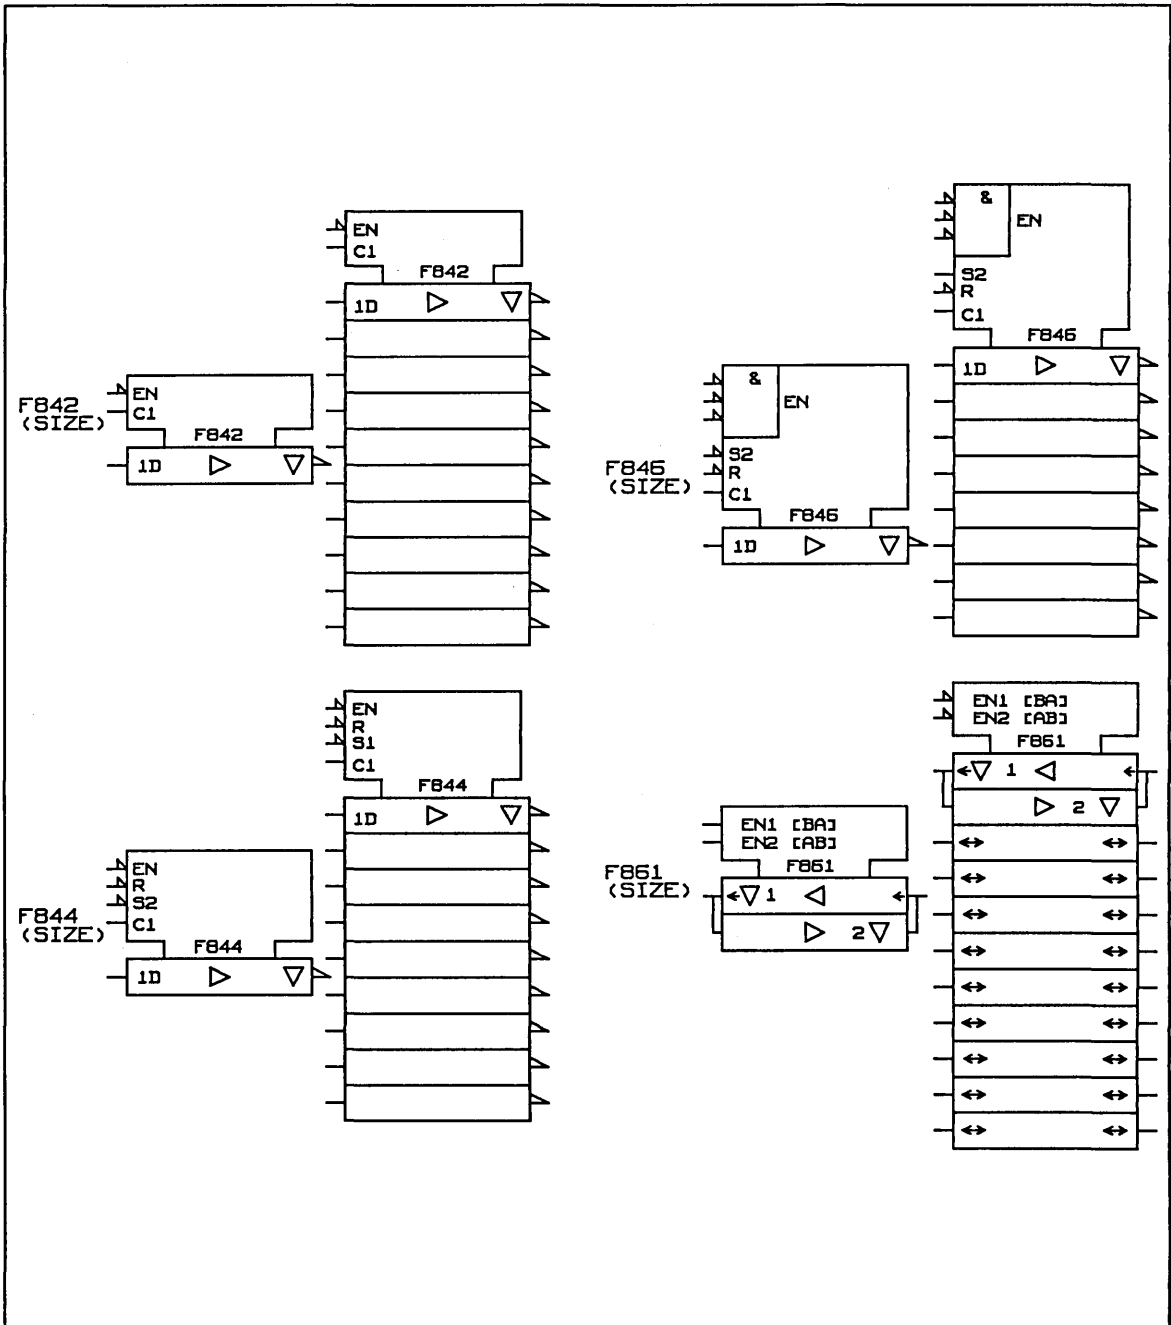 EN
C1
F842
1D
F842
(SIZE)
EN
C1
F842
1D
&
EN
S2
R
C1
F846
1D
F846
(SIZE)
&
EN
S2
R
C1
F846
1D
EN
R
S1
C1
F844
1D
F844
(SIZE)
EN
R
S2
C1
F844
1D
EN1 [BA]
EN2 [AB]
F861
1
2
F861
(SIZE)
EN1 [BA]
EN2 [AB]
F861
1
2